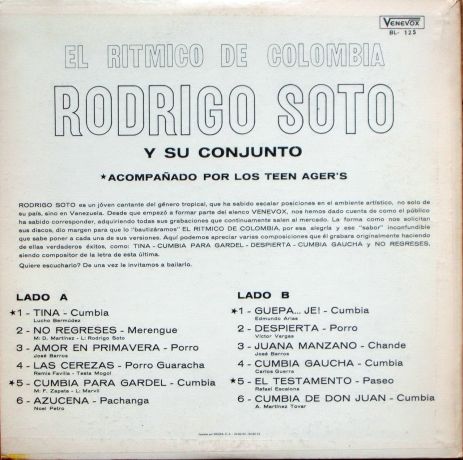 VENEVOX
BL- 125
EL RITMICO DE COLOMBIA
RODRIGO SOTO
Y SU CONJUNTO
*ACOMPAÑADO POR LOS TEEN AGER'S
RODRIGO SOTO es un jóven cantante del género tropical, que ha sabido escalar posiciones en el ambiente artístico, no solo de
su país, sino en Venezuela. Desde que empezó a formar parte del elenco VENEVOX, nos hemos dado cuenta de como el público
ha sabido corresponder, adquiriendo todas sus grabaciones que continuamente salen al mercado. La forma como nos solicitan
sus discos, dio margen para que lo "bautizáramos" EL RITMICO DE COLOMBIA, por esa alegría y ese "sabor" inconfundible
que sabe poner a cada una de sus versiones. Aquí podemos apreciar varias composiciones que él grabara originalmente haciendo
de ellas verdaderos éxitos, como: TINA - CUMBIA PARA GARDEL - DESPIERTA - CUMBIA GAUCHA y NO REGRESES,
siendo compositor de la letra de esta última.
Quiere escucharlo? De una vez le invitamos a bailarlo.
LADO A
*1 - TINA - Cumbia
Lucho Bermúdez
2 - NO REGRESES - Merengue
M: D. Martínez - L: Rodrigo Soto
3 - AMOR EN PRIMAVERA - Porro
José Barros
4 - LAS CEREZAS - Porro Guaracha
Remis Favilla - Testa Mogol
*5 - CUMBIA PARA GARDEL - Cumbia
M: F. Zapata - L: Marvil
6 - AZUCENA - Pachanga
Noel Petro
LADO B
*1 - GUEPA... JE! - Cumbia
Edmundo Arias
2 - DESPIERTA - Porro
Víctor Vargas
3 - JUANA MANZANO - Chande
José Barros
4 - CUMBIA GAUCHA - Cumbia
Carlos Guerra
*5 - EL TESTAMENTO - Paseo
Rafael Escalona
6 - CUMBIA DE DON JUAN - Cumbia
A. Martínez Tovar